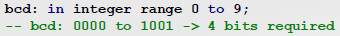 bcd: in integer range 0 to 9;
-- bcd: 0000 to 1001 -> 4 bits required